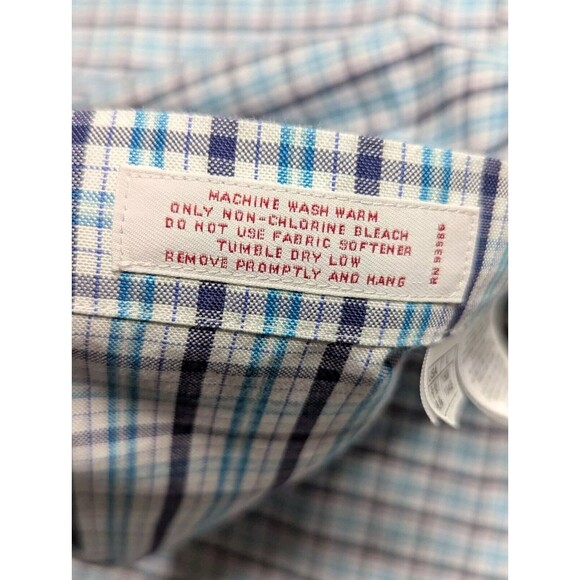 MACHINE WASH WARM
ONLY NON-CHLORINE BLEACH
DO NOT USE FABRIC SOFTENER
TUMBLE DRY LOW
REMOVE PROMPTLY AND HANG
RN 93986